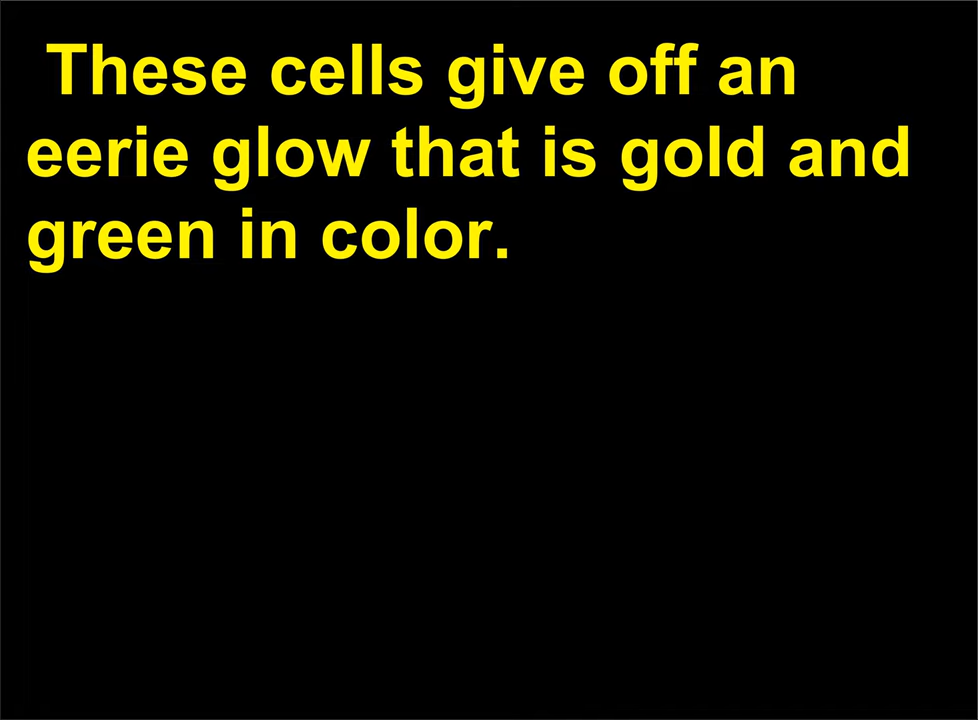 These cells give off an
eerie glow that is gold and
green in color.